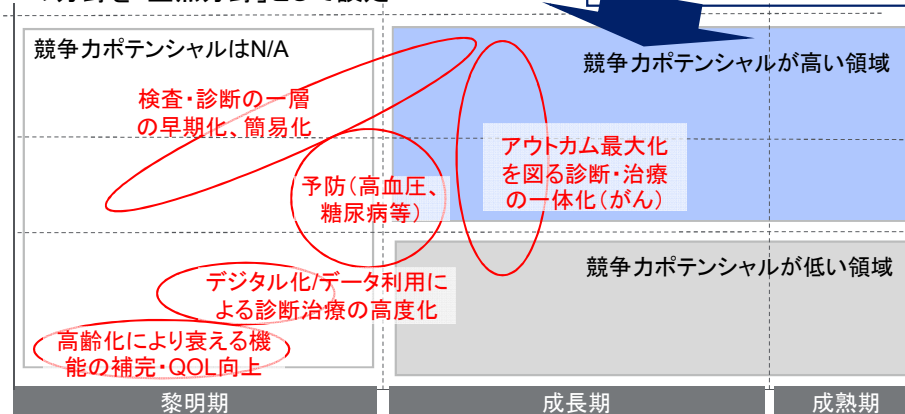 競争力ポテンシャルはN/A
競争力ポテンシャルが高い領域
検査・診断の一層
の早期化、簡易化
アウトカム最大化
を図る診断・治療
の一体化（がん）
予防（高血圧、
糖尿病等）
競争力ポテンシャルが低い領域
デジタル化/データ利用に
よる診断治療の高度化
高齢化により衰える機
能の補完・QOL向上
黎明期
成長期
成熟期